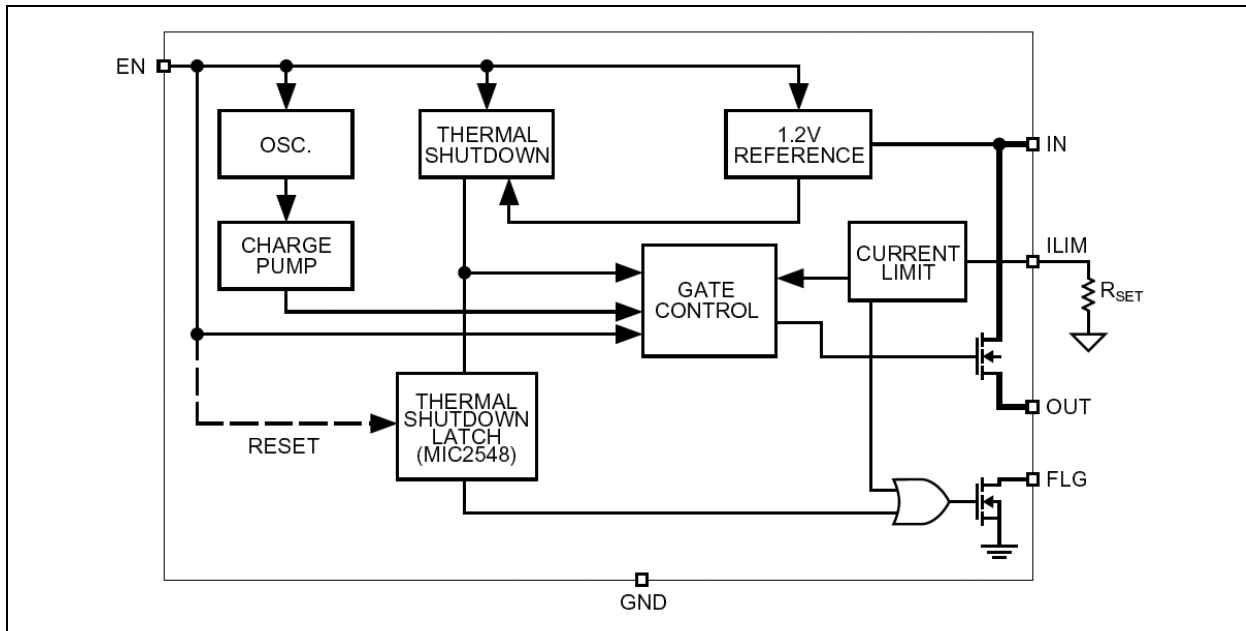 EN
OSC.
THERMAL
SHUTDOWN
1.2V
REFERENCE
IN
CHARGE
PUMP
GATE
CONTROL
CURRENT
LIMIT
ILIM
RSET
THERMAL
SHUTDOWN
LATCH
(MIC2548)
RESET
OUT
FLG
GND